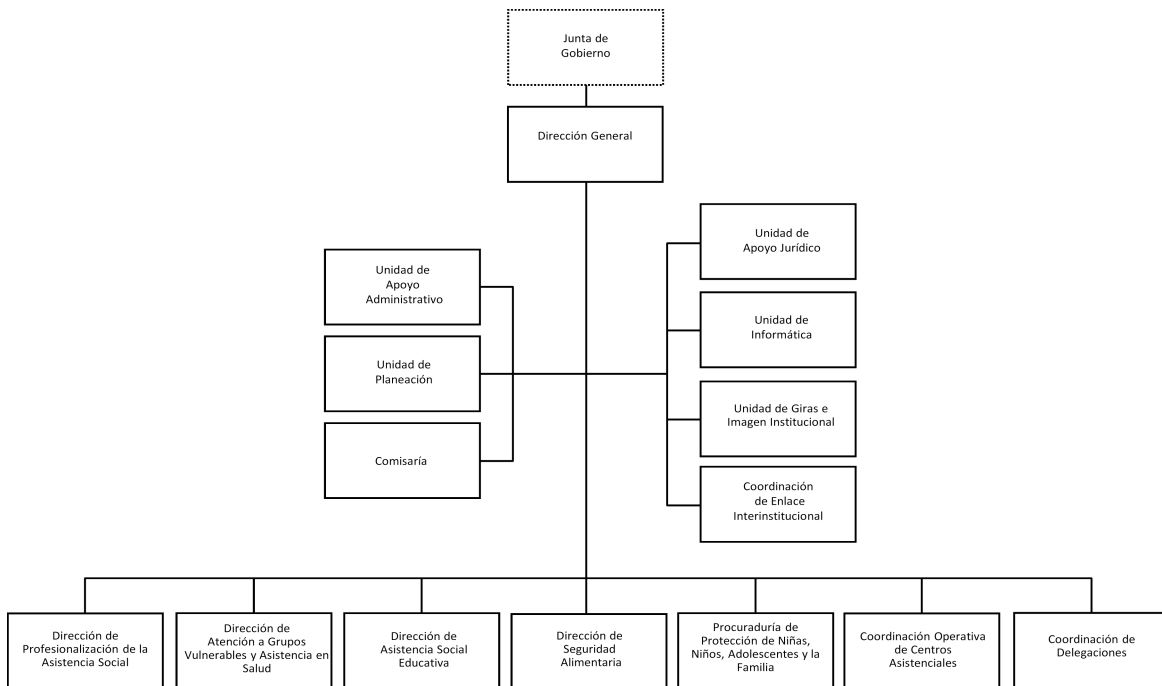 Junta de
Gobierno
Dirección General
Unidad de
Apoyo
Administrativo
Unidad de
Planeación
Comisaría
Unidad de
Apoyo Jurídico
Unidad de
Informática
Unidad de Giras e
Imagen Institucional
Coordinación
de Enlace
Interinstitucional
Dirección de
Profesionalización de la
Asistencia Social
Dirección de
Atención a Grupos
Vulnerables y Asistencia en
Salud
Dirección de
Asistencia Social
Educativa
Dirección de
Seguridad
Alimentaria
Procuraduría de
Protección de Niñas,
Niños, Adolescentes y la
Familia
Coordinación Operativa
de Centros
Asistenciales
Coordinación de
Delegaciones